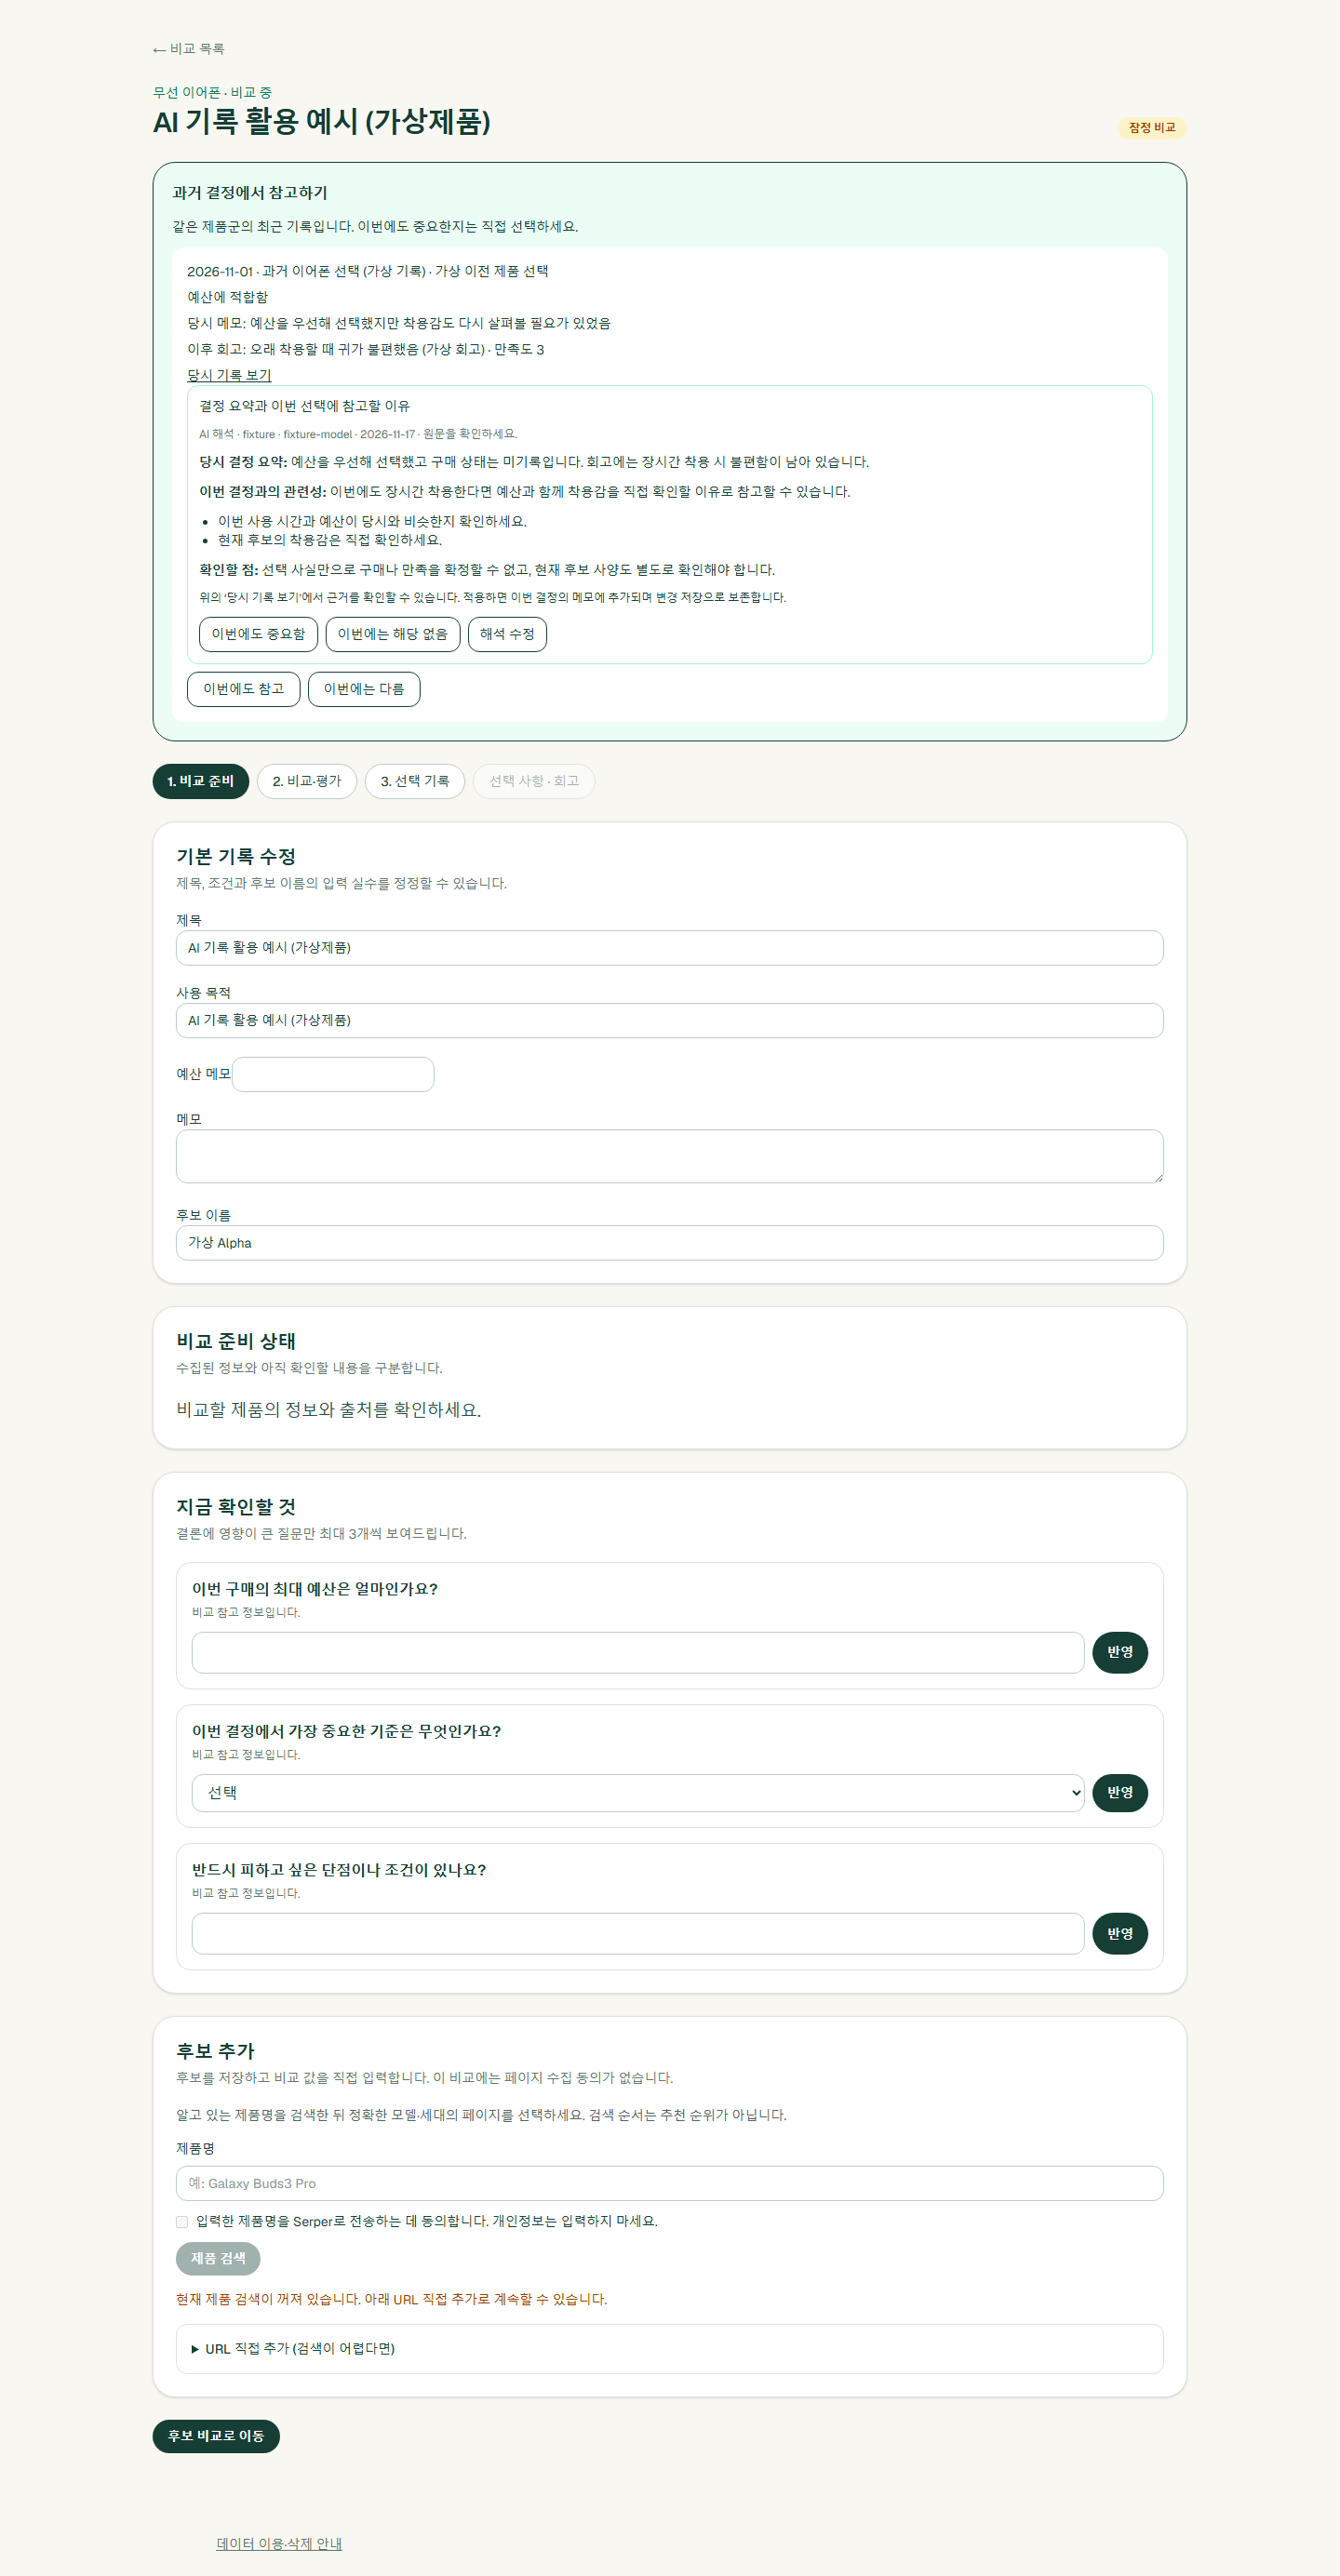 ← 비교 목록
무선 이어폰 · 비교 중
AI 기록 활용 예시 (가상제품)
잠정 비교
과거 결정에서 참고하기
같은 제품군의 최근 기록입니다. 이번에도 중요한지는 직접 선택하세요.
2026-11-01 · 과거 이어폰 선택 (가상 기록) · 가상 이전 제품 선택
예산에 적합함
당시 메모: 예산을 우선해 선택했지만 착용감도 다시 살펴볼 필요가 있었음
이후 회고: 오래 착용할 때 귀가 불편했음 (가상 회고) · 만족도 3
당시 기록 보기
결정 요약과 이번 선택에 참고할 이유
AI 해석 · fixture · fixture-model · 2026-11-17 · 원문을 확인하세요.
당시 결정 요약: 예산을 우선해 선택했고 구매 상태는 미기록입니다. 회고에는 장시간 착용 시 불편함이 남아 있습니다.
이번 결정과의 관련성: 이번에도 장시간 착용한다면 예산과 함께 착용감을 직접 확인할 이유로 참고할 수 있습니다.
• 이번 사용 시간과 예산이 당시와 비슷한지 확인하세요.
• 현재 후보의 착용감은 직접 확인하세요.
확인할 점: 선택 사실만으로 구매나 만족을 확정할 수 없고, 현재 후보 사양도 별도로 확인해야 합니다.
위의 '당시 기록 보기'에서 근거를 확인할 수 있습니다. 적용하면 이번 결정의 메모에 추가되며 변경 저장으로 보존합니다.
이번에도 중요함 이번에는 해당 없음 해석 수정
이번에도 참고 이번에는 다름
1. 비교 준비 2. 비교·평가 3. 선택 기록 선택 사항 · 회고
기본 기록 수정
제목, 조건과 후보 이름의 입력 실수를 정정할 수 있습니다.
제목
AI 기록 활용 예시 (가상제품)
사용 목적
AI 기록 활용 예시 (가상제품)
예산 메모
메모
후보 이름
가상 Alpha
비교 준비 상태
수집된 정보와 아직 확인할 내용을 구분합니다.
비교할 제품의 정보와 출처를 확인하세요.
지금 확인할 것
결론에 영향이 큰 질문만 최대 3개씩 보여드립니다.
이번 구매의 최대 예산은 얼마인가요?
비교 참고 정보입니다.
반영
이번 결정에서 가장 중요한 기준은 무엇인가요?
비교 참고 정보입니다.
선택 반영
반드시 피하고 싶은 단점이나 조건이 있나요?
비교 참고 정보입니다.
반영
후보 추가
후보를 저장하고 비교 값을 직접 입력합니다. 이 비교에는 페이지 수집 동의가 없습니다.
알고 있는 제품명을 검색한 뒤 정확한 모델·세대의 페이지를 선택하세요. 검색 순서는 추천 순위가 아닙니다.
제품명
예: Galaxy Buds3 Pro
입력한 제품명을 Serper로 전송하는 데 동의합니다. 개인정보는 입력하지 마세요.
제품 검색
현재 제품 검색이 꺼져 있습니다. 아래 URL 직접 추가로 계속할 수 있습니다.
▶ URL 직접 추가 (검색이 어렵다면)
후보 비교로 이동
데이터 이용·삭제 안내